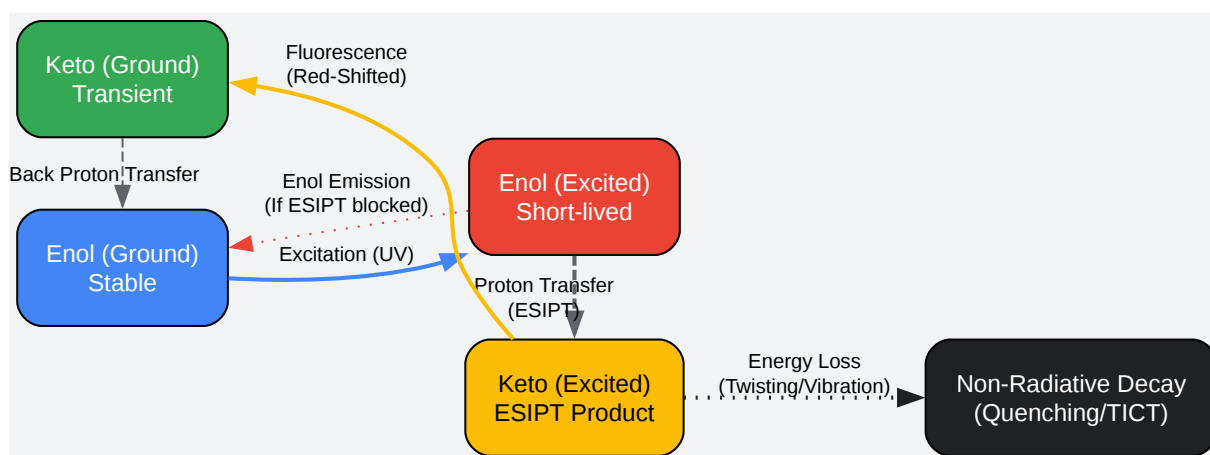 Keto (Ground)
Transient
Fluorescence
(Red-Shifted)
Back Proton Transfer
Enol Emission
(If ESIPT blocked)
Enol (Excited)
Short-lived
Enol (Ground)
Stable
Excitation (UV)
Proton Transfer
(ESIPT)
Keto (Excited)
ESIPT Product
Energy Loss
(Twisting/Vibration)
Non-Radiative Decay
(Quenching/TICT)